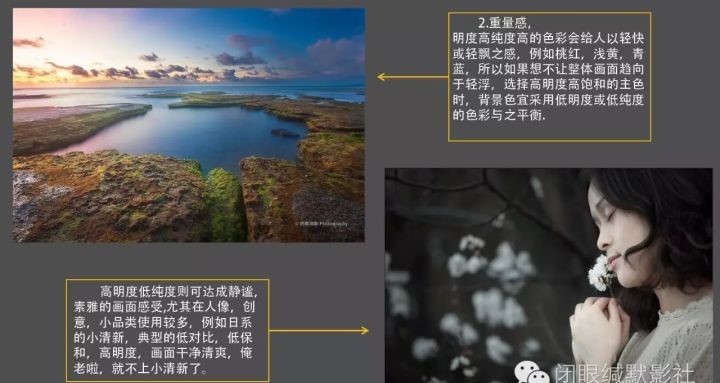 2.重量感，
明度高纯度高的色彩会给人以轻快
或轻飘之感，例如桃红，浅黄，青
蓝，所以如果想不让整体画面趋向
于轻浮，选择高明度高饱和的主色
时，背景色宜采用低明度或低纯度
的色彩与之平衡.
Photography
高明度低纯度则可达成静谧,
素雅的画面感受,尤其在人像，创
意，小品类使用较多，例如日系
的小清新，典型的低对比，低保
和，高明度，画面干净清爽，俺
老啦，就不上小清新了。
闭眼缄默影社